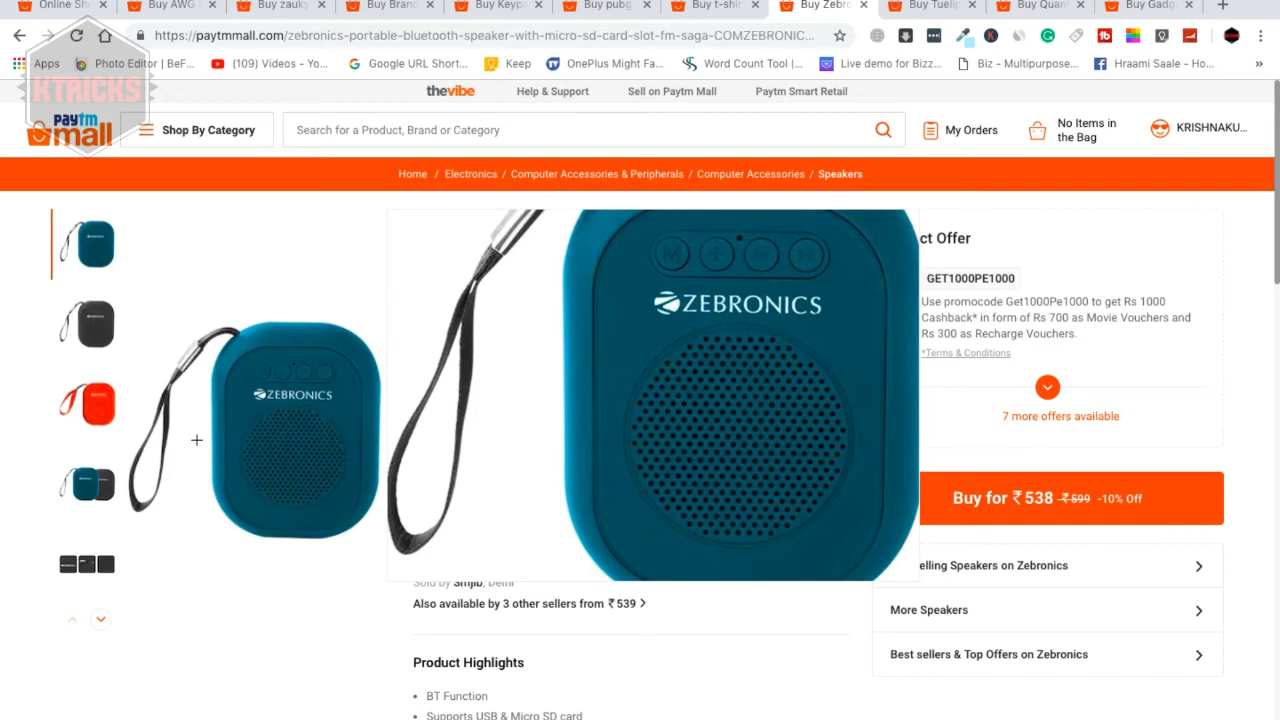 Online Sho
Buy AWG
Buy zauky
Buy Brand
Buy Keyp
Buy pubg
Buy t-shir
Buy Zebro
Buy Tuelip
Buy Quan
Buy Gadg
https://paytmmall.com/zebronics-portable-bluetooth-speaker-with-micro-sd-card-slot-fm-saga-COMZEBRONIC...
Apps
Photo Editor | BeF...
(109) Videos - Yo...
Google URL Short...
Keep
OnePlus Might Fa...
Word Count Tool |...
Live demo for Bizz...
Biz - Multipurpose...
Hraami Saale - Ho...
»
KTRICKS
thevibe
Help & Support
Sell on Paytm Mall
Paytm Smart Retail
paytm
mall
Shop By Category
Search for a Product, Brand or Category
My Orders
No Items in
the Bag
KRISHNAKU...
Home / Electronics / Computer Accessories & Peripherals / Computer Accessories / Speakers
ZEBRONICS
M
ZEBRONICS
ct Offer
GET1000PE1000
Use promocode Get1000Pe1000 to get Rs 1000
Cashback* in form of Rs 700 as Movie Vouchers and
Rs 300 as Recharge Vouchers.
*Terms & Conditions
7 more offers available
Buy for ₹538 ₹599 -10% Off
elling Speakers on Zebronics
More Speakers
Best sellers & Top Offers on Zebronics
Sold by Smjib, Delhi
Also available by 3 other sellers from ₹539
Product Highlights
• BT Function
• Supports USB & Micro SD card